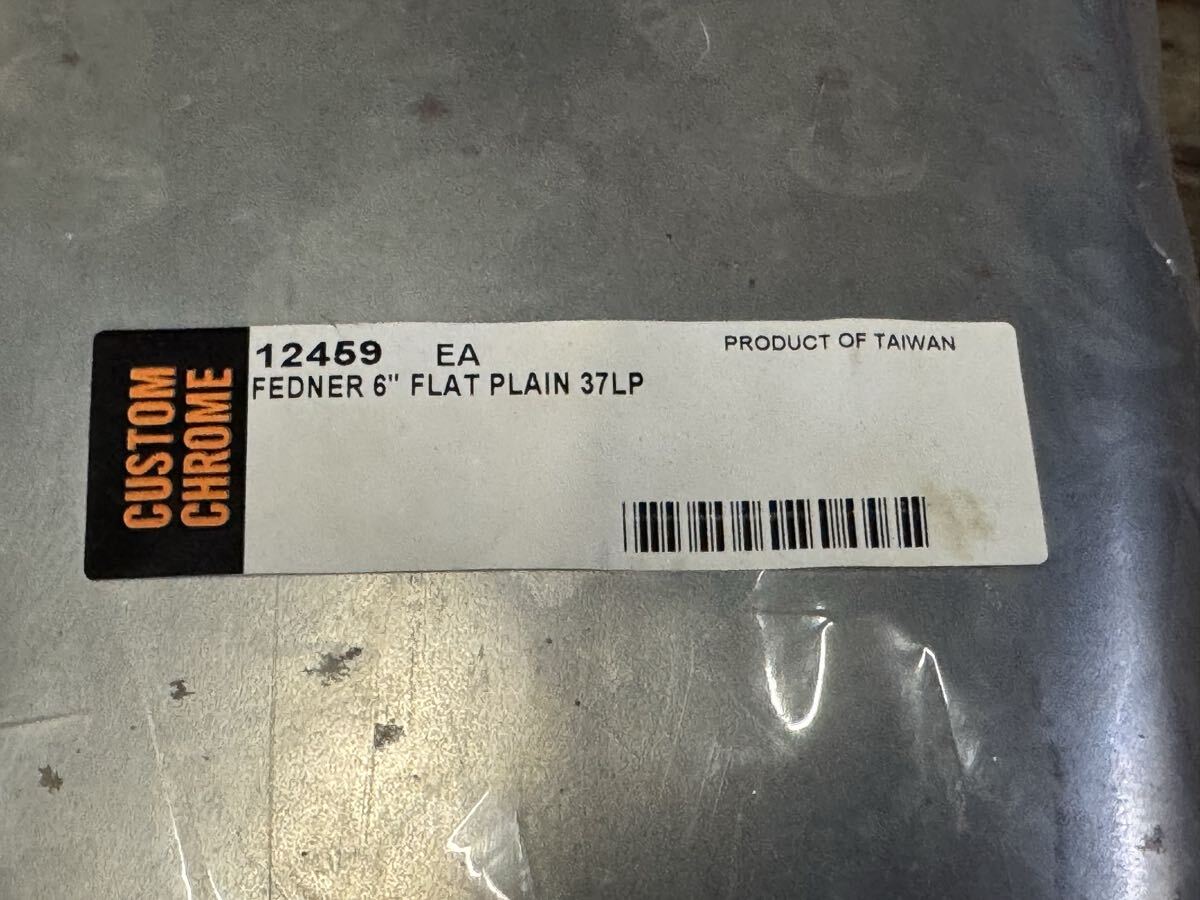 CUSTOM
CHROME
12459 EA
PRODUCT OF TAIWAN
FEDNER 6" FLAT PLAIN 37LP